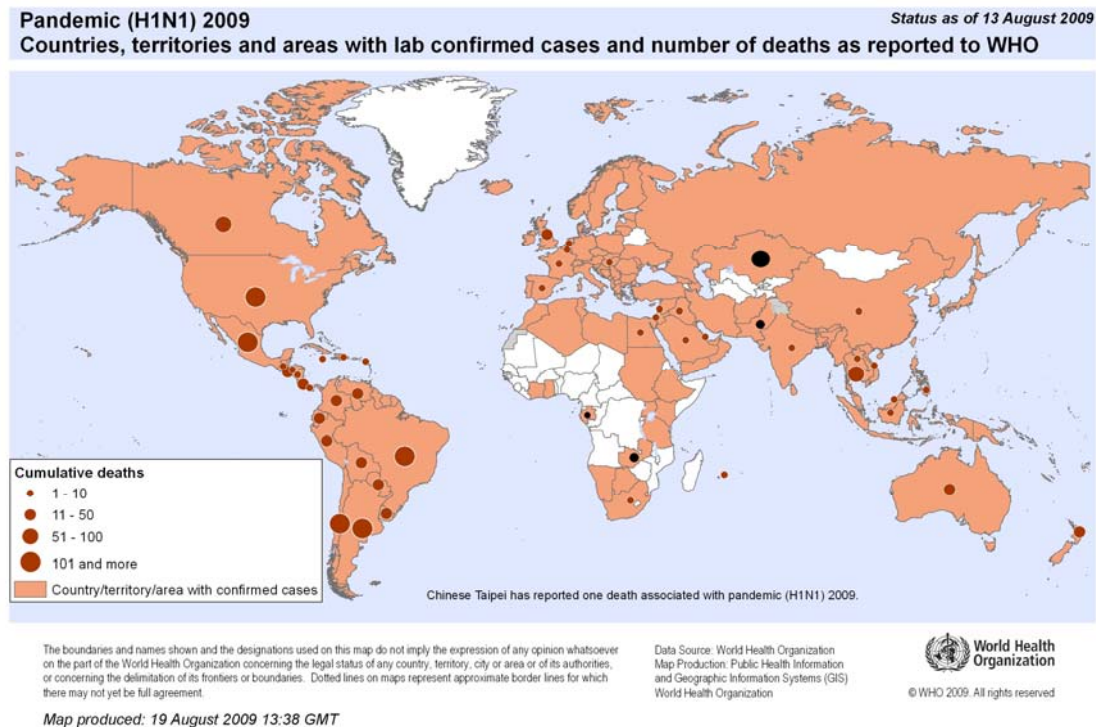 Pandemic (H1N1) 2009
Status as of 13 August 2009
Countries, territories and areas with lab confirmed cases and number of deaths as reported to WHO
Cumulative deaths
1 - 10
11 - 50
51 - 100
101 and more
Country/territory/area with confirmed cases
Chinese Taipei has reported one death associated with pandemic (H1N1) 2009.
The boundaries and names shown and the designations used on this map do not imply the expression of any opinion whatsoever
on the part of the World Health Organization concerning the legal status of any country, territory, city or area or of its authorities,
or concerning the delimitation of its frontiers or boundaries. Dotted lines on maps represent approximate border lines for which
there may not yet be full agreement.
Data Source: World Health Organization
Map Production: Public Health Information
and Geographic Information Systems (GIS)
World Health Organization
World Health
Organization
© WHO 2009. All rights reserved
Map produced: 19 August 2009 13:38 GMT